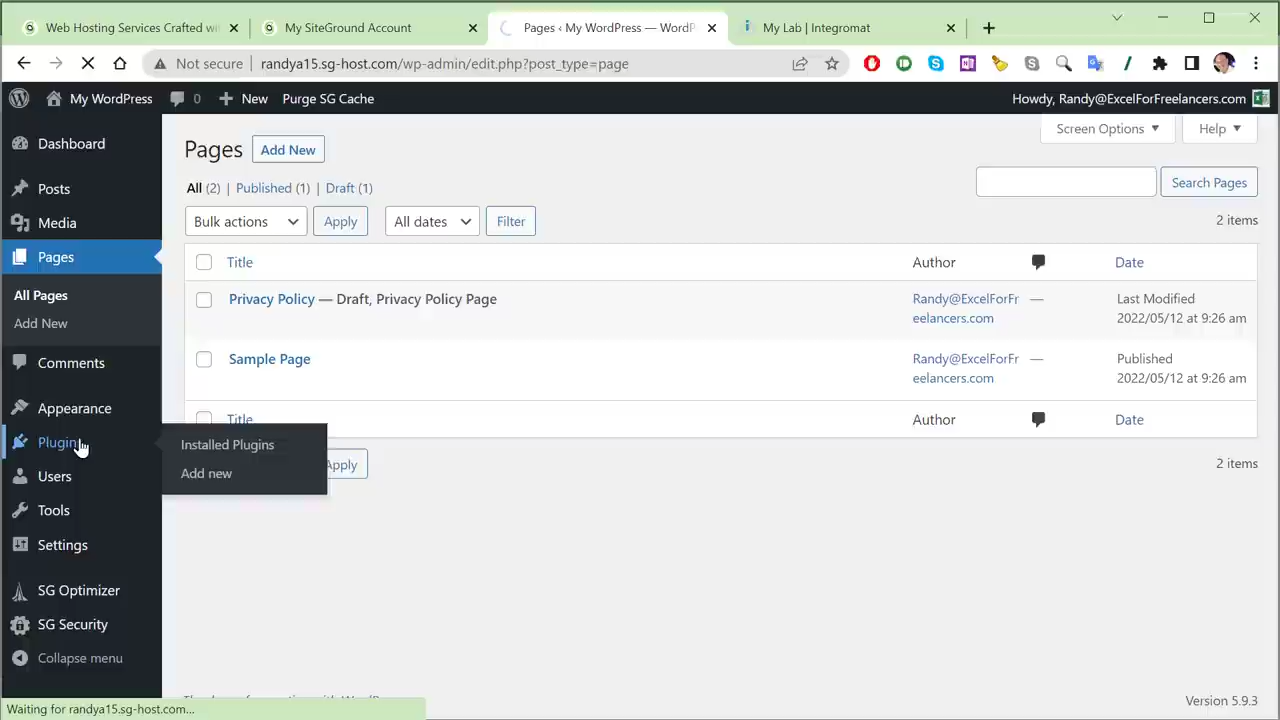 Web Hosting Services Crafted wi
My SiteGround Account
Pages ‹ My WordPress — WordP
My Lab | Integromat
Not secure
randya15.sg-host.com/wp-admin/edit.php?post_type=page
My WordPress
0
New
Purge SG Cache
Howdy, Randy@ExcelForFreelancers.com
Dashboard
Posts
Media
Pages
All Pages
Add New
Comments
Appearance
Plugin
Installed Plugins
Add new
Users
Tools
Settings
SG Optimizer
SG Security
Collapse menu
Screen Options
Help
Pages
Add New
All (2) | Published (1) | Draft (1)
Search Pages
Bulk actions
Apply
All dates
Filter
2 items
Title
Author
Date
Privacy Policy — Draft, Privacy Policy Page
Randy@ExcelForFr
eelancers.com
—
Last Modified
2022/05/12 at 9:26 am
Sample Page
Randy@ExcelForFr
eelancers.com
—
Published
2022/05/12 at 9:26 am
Title
Author
Date
Apply
2 items
Version 5.9.3
Waiting for randya15.sg-host.com...